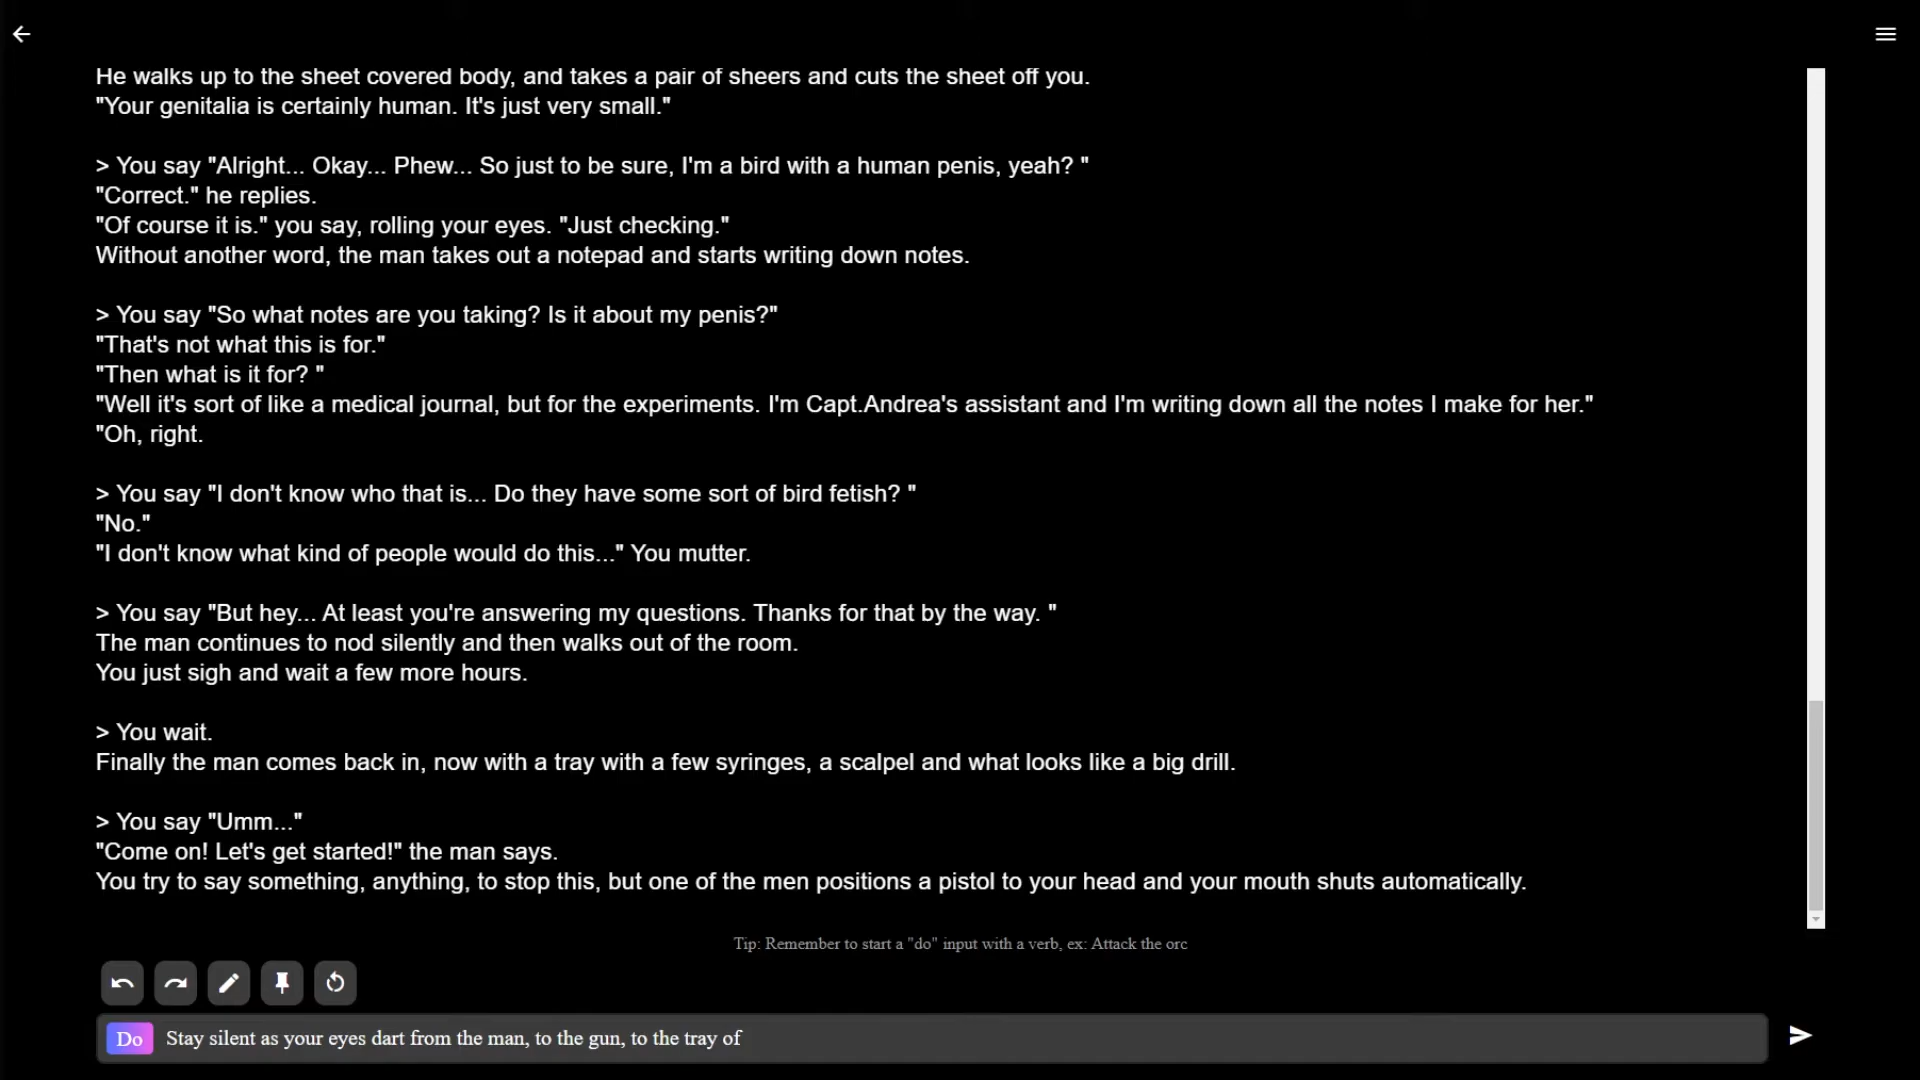 He walks up to the sheet covered body, and takes a pair of sheers and cuts the sheet off you.
"Your genitalia is certainly human. It's just very small."
> You say "Alright... Okay... Phew... So just to be sure, I'm a bird with a human penis, yeah? "
"Correct." he replies.
"Of course it is." you say, rolling your eyes. "Just checking."
Without another word, the man takes out a notepad and starts writing down notes.
> You say "So what notes are you taking? Is it about my penis?"
"That's not what this is for."
"Then what is it for? "
"Well it's sort of like a medical journal, but for the experiments. I'm Capt.Andrea's assistant and I'm writing down all the notes I make for her."
"Oh, right.
> You say "I don't know who that is... Do they have some sort of bird fetish? "
"No."
"I don't know what kind of people would do this..." You mutter.
> You say "But hey... At least you're answering my questions. Thanks for that by the way. "
The man continues to nod silently and then walks out of the room.
You just sigh and wait a few more hours.
> You wait.
Finally the man comes back in, now with a tray with a few syringes, a scalpel and what looks like a big drill.
> You say "Umm..."
"Come on! Let's get started!" the man says.
You try to say something, anything, to stop this, but one of the men positions a pistol to your head and your mouth shuts automatically.
Tip: Remember to start a "do" input with a verb, ex: Attack the orc
Do Stay silent as your eyes dart from the man, to the gun, to the tray of